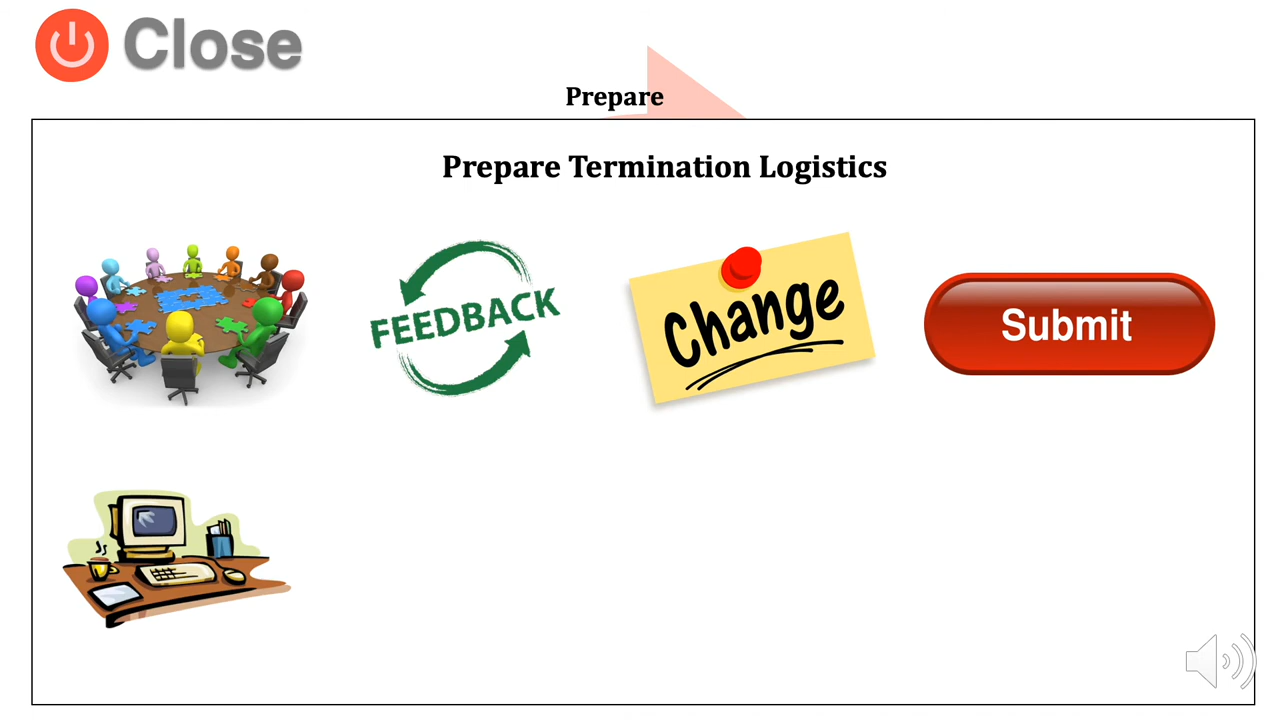 Close
Prepare
Prepare Termination Logistics
FEEDBACK
Change
Submit